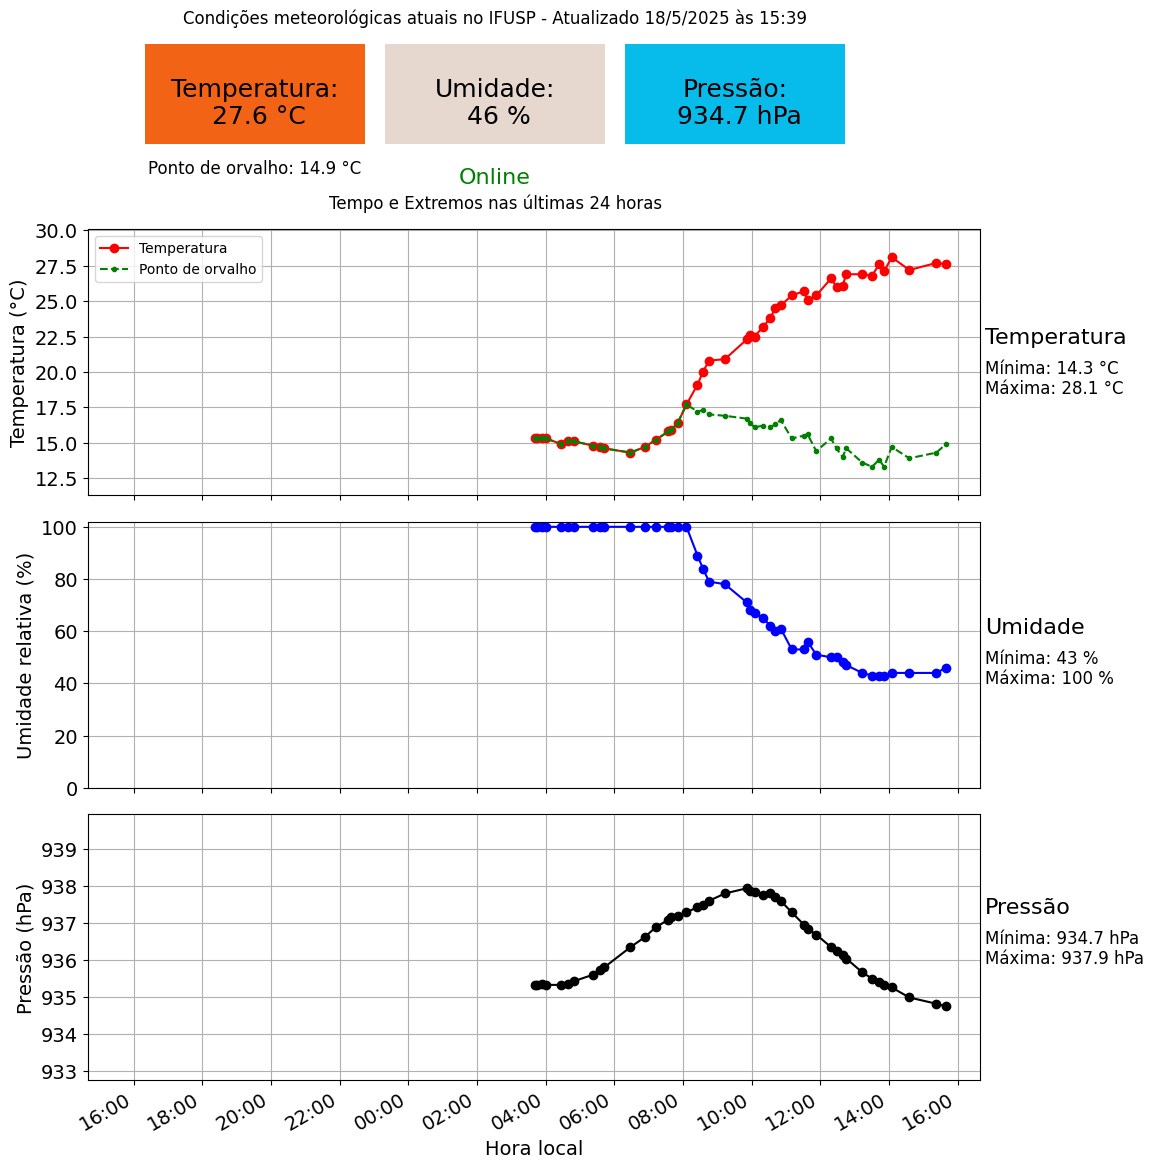 Condições meteorológicas atuais no IFUSP - Atualizado 18/5/2025 às 15:39
Temperatura:
27.6 °C
Umidade:
46 %
Pressão:
934.7 hPa
Ponto de orvalho: 14.9 °C
Online
Tempo e Extremos nas últimas 24 horas
30.0
27.5
25.0
22.5
20.0
17.5
15.0
12.5
Temperatura (°C)
Temperatura
Ponto de orvalho
Temperatura
Mínima: 14.3 °C
Máxima: 28.1 °C
100
80
60
40
20
0
Umidade relativa (%)
Umidade
Mínima: 43 %
Máxima: 100 %
939
938
937
936
935
934
933
Pressão (hPa)
Pressão
Mínima: 934.7 hPa
Máxima: 937.9 hPa
16:00 18:00 20:00 22:00 00:00 02:00 04:00 06:00 08:00 10:00 12:00 14:00 16:00
Hora local